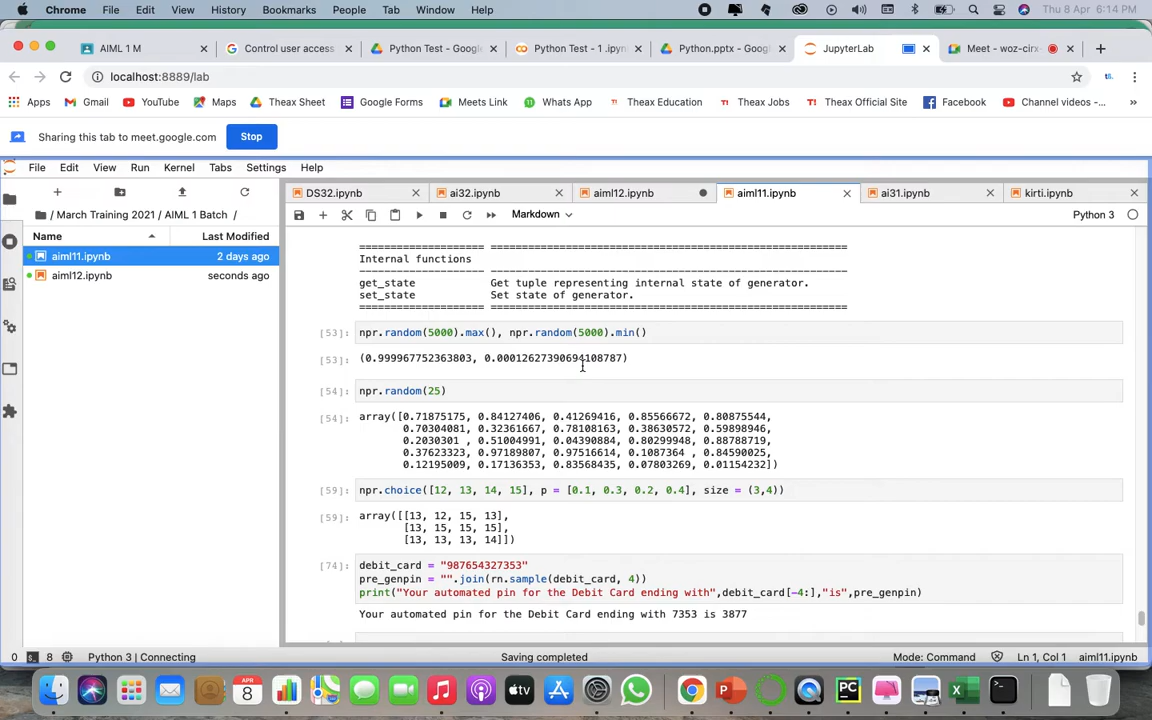 Chrome File Edit View History Bookmarks People Tab Window Help Thu 8 Apr 6:14 PM
AIML 1 M Control user access Python Test - Google Python Test - 1 .ipyn Python.pptx - Google JupyterLab Meet - woz-cirx
localhost:8889/lab
Apps Gmail YouTube Maps Theax Sheet Google Forms Meets Link Whats App Theax Education Theax Jobs Theax Official Site Facebook Channel videos -... »
Sharing this tab to meet.google.com Stop
File Edit View Run Kernel Tabs Settings Help
DS32.ipynb ai32.ipynb aiml12.ipynb aiml11.ipynb ai31.ipynb kirti.ipynb
/ March Training 2021 / AIML 1 Batch /
Markdown Python 3
Name Last Modified
aiml11.ipynb 2 days ago
aiml12.ipynb seconds ago
==================== =========================================================
Internal functions
-------------------- ---------------------------------------------------------
get_state Get tuple representing internal state of generator.
set_state Set state of generator.
==================== =========================================================
[53]: npr.random(5000).max(), npr.random(5000).min()
[53]: (0.999967752363803, 0.00012627390694108787)
[54]: npr.random(25)
[54]: array([0.71875175, 0.84127406, 0.41269416, 0.85566672, 0.80875544,
0.70304081, 0.32361667, 0.78108163, 0.38630572, 0.59898946,
0.2030301 , 0.51004991, 0.04390884, 0.80299948, 0.88788719,
0.37623323, 0.97189807, 0.97516614, 0.1087364 , 0.84590025,
0.12195009, 0.17136353, 0.83568435, 0.07803269, 0.01154232])
[59]: npr.choice([12, 13, 14, 15], p = [0.1, 0.3, 0.2, 0.4], size = (3,4))
[59]: array([[13, 12, 15, 13],
[13, 15, 15, 15],
[13, 13, 13, 14]])
[74]: debit_card = "987654327353"
pre_genpin = "".join(rn.sample(debit_card, 4))
print("Your automated pin for the Debit Card ending with",debit_card[-4:],"is",pre_genpin)
Your automated pin for the Debit Card ending with 7353 is 3877
0 8 Python 3 | Connecting Saving completed Mode: Command Ln 1, Col 1 aiml11.ipynb
APR
8
tv
P
PC
X